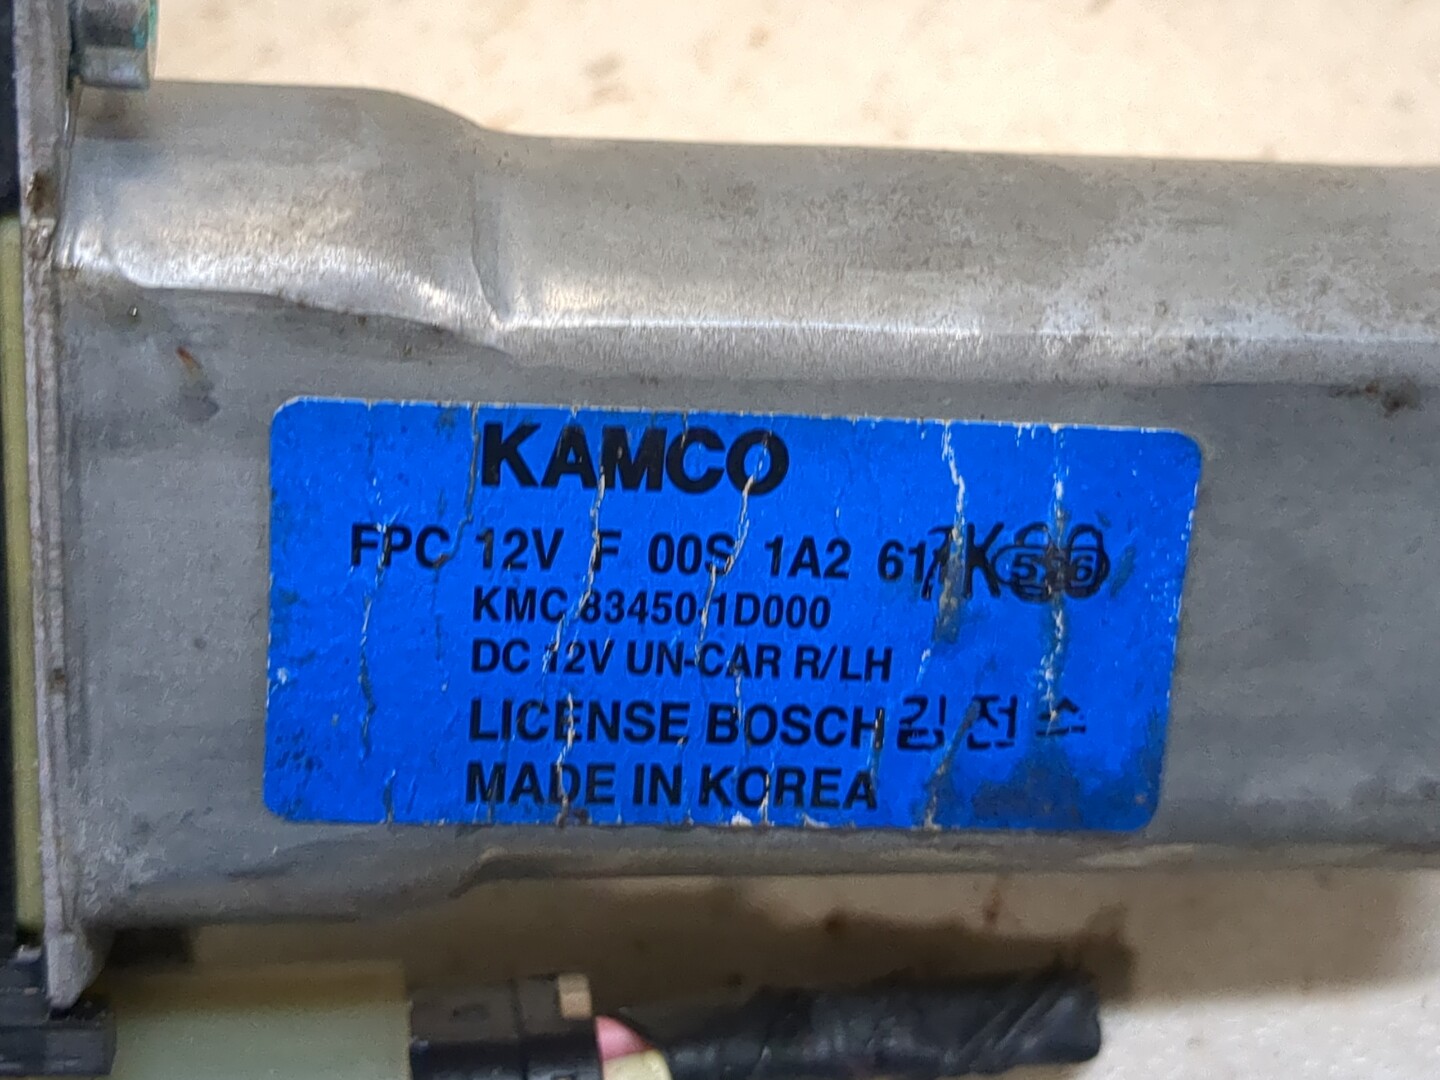 KAMCO
FPC 12V F 00S 1A2 61
KMC 83450-1D000
DC 12V UN-CAR R/LH
LICENSE BOSCH 김전소
MADE IN KOREA